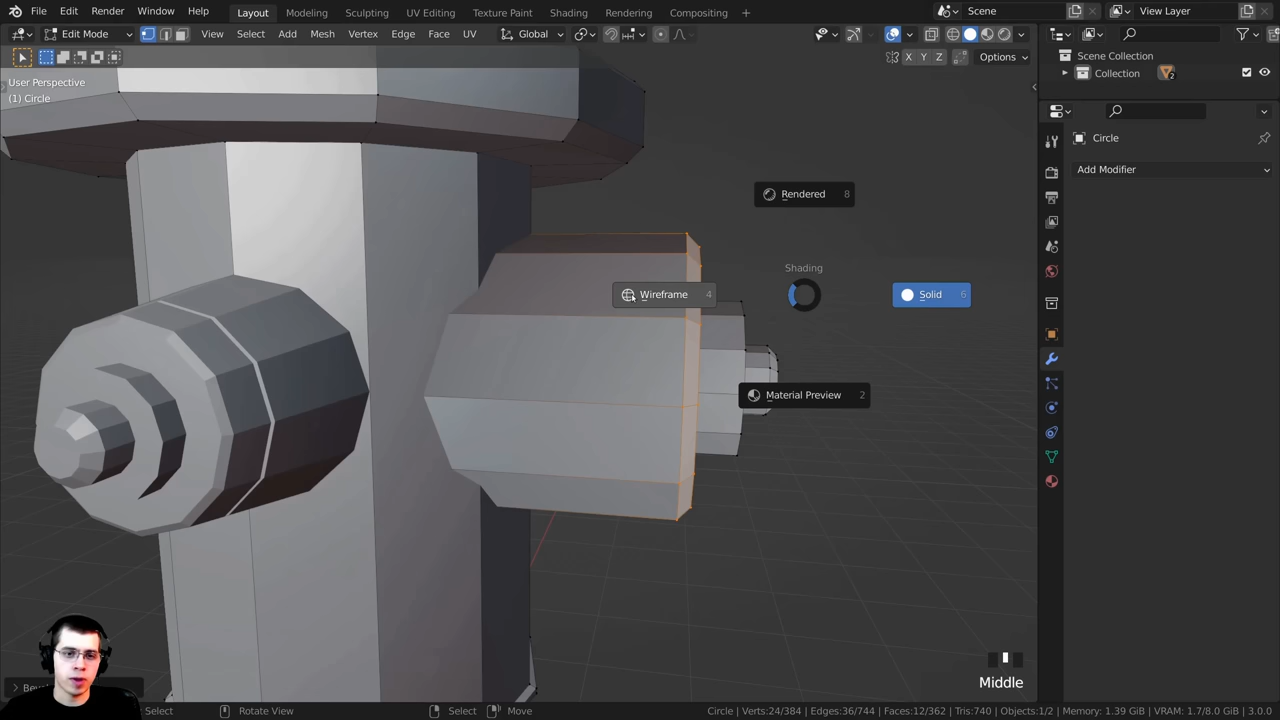 File Edit Render Window Help Layout Modeling Sculpting UV Editing Texture Paint Shading Rendering Compositing + Scene View Layer
Edit Mode View Select Add Mesh Vertex Edge Face UV Global
X Y Z Options
User Perspective
(1) Circle
Scene Collection
Collection 2
Circle
Add Modifier
Rendered 8
Shading
Wireframe 4
Solid 6
Material Preview 2
Middle
Select Rotate View Select Move Circle | Verts:24/384 | Edges:36/744 | Faces:12/362 | Tris:740 | Objects:1/2 | Memory: 1.39 GiB | VRAM: 1.7/8.0 GiB | 3.0.0